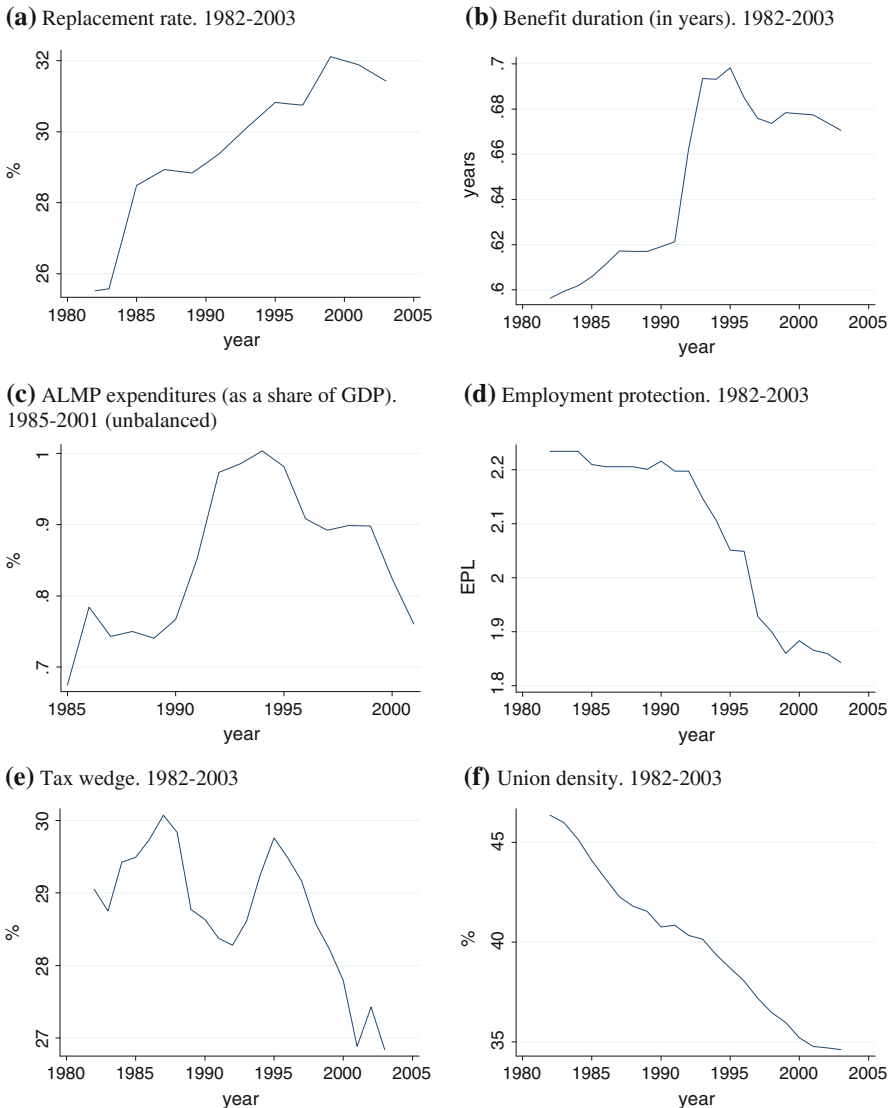 (a) Replacement rate. 1982-2003
%
32
30
28
26
1980 1985 1990 1995 2000 2005
year
(b) Benefit duration (in years). 1982-2003
years
.7
.68
.66
.64
.62
.6
1980 1985 1990 1995 2000 2005
year
(c) ALMP expenditures (as a share of GDP).
1985-2001 (unbalanced)
%
1
.9
.8
.7
1985 1990 1995 2000
year
(d) Employment protection. 1982-2003
EPL
2.2
2.1
2
1.9
1.8
1980 1985 1990 1995 2000 2005
year
(e) Tax wedge. 1982-2003
%
30
29
28
27
1980 1985 1990 1995 2000 2005
year
(f) Union density. 1982-2003
%
45
40
35
1980 1985 1990 1995 2000 2005
year